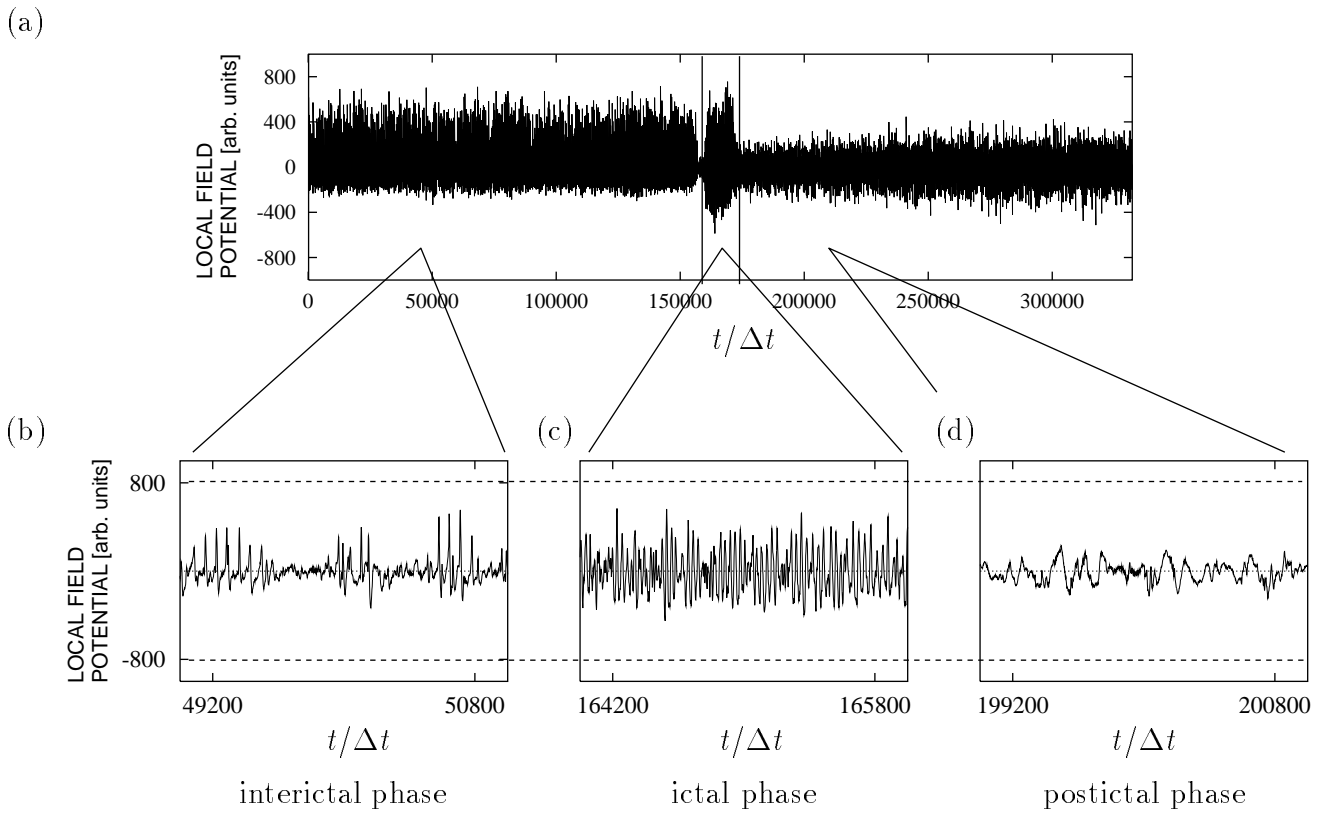 (a)
LOCAL FIELD
POTENTIAL [arb. units]
800
400
0
-400
-800
0 50000 100000 150000 200000 250000 300000
t/Δt
(b) (c) (d)
LOCAL FIELD
POTENTIAL [arb. units]
800
-800
49200 50800 164200 165800 199200 200800
t/Δt t/Δt t/Δt
interictal phase ictal phase postictal phase